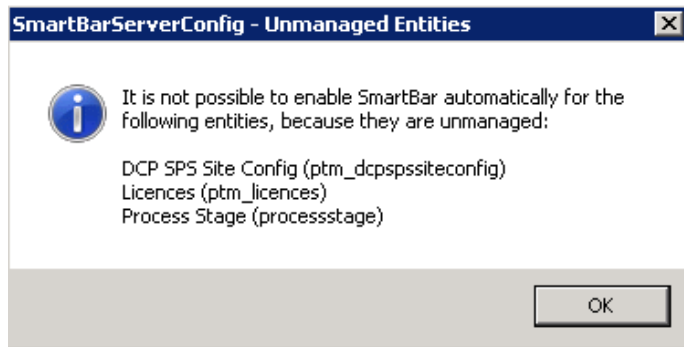 SmartBarServerConfig - Unmanaged Entities
It is not possible to enable SmartBar automatically for the
following entities, because they are unmanaged:
DCP SPS Site Config (ptm_dcpspssiteconfig)
Licences (ptm_licences)
Process Stage (processstage)
OK